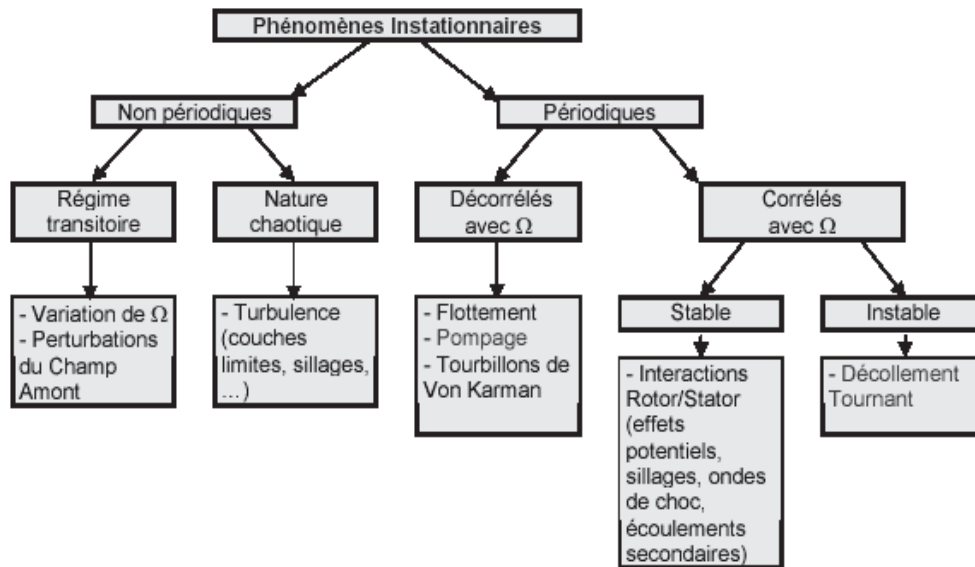 Phénomènes Instationnaires
Non périodiques
Périodiques
Régime
transitoire
Nature
chaotique
Décorrélés
avec Ω
Corrélés
avec Ω
- Variation de Ω
- Perturbations
du Champ
Amont
- Turbulence
(couches
limites, sillages,
...)
- Flottement
- Pompage
- Tourbillons de
Von Karman
Stable
Instable
- Interactions
Rotor/Stator
(effets
potentiels,
sillages, ondes
de choc,
écoulements
secondaires)
- Décollement
Tournant